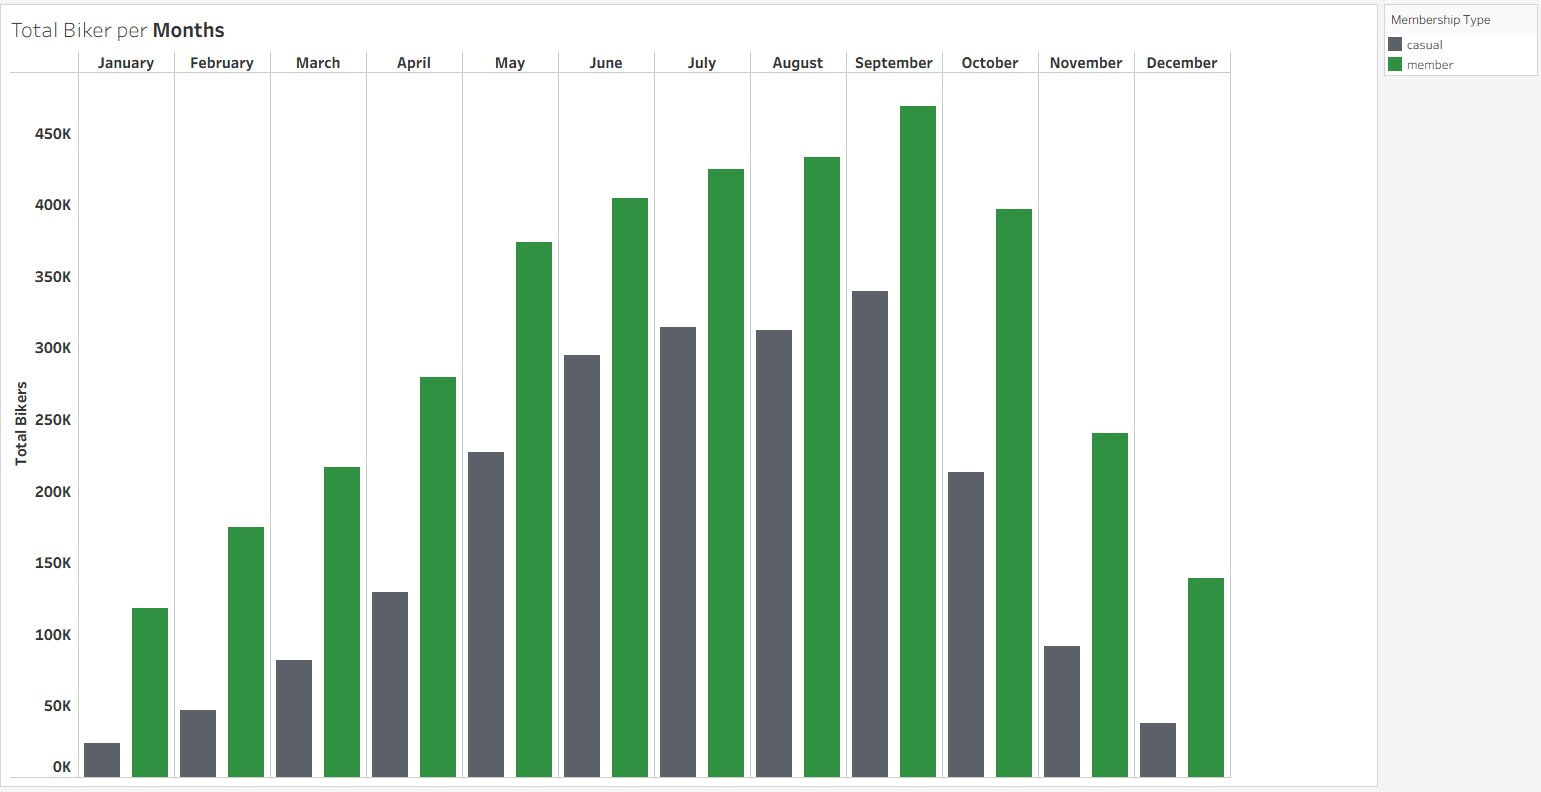 Total Biker per Months
January February March April May June July August September October November December
450K
400K
350K
300K
250K
200K
150K
100K
50K
0K
Total Bikers
Membership Type
casual
member